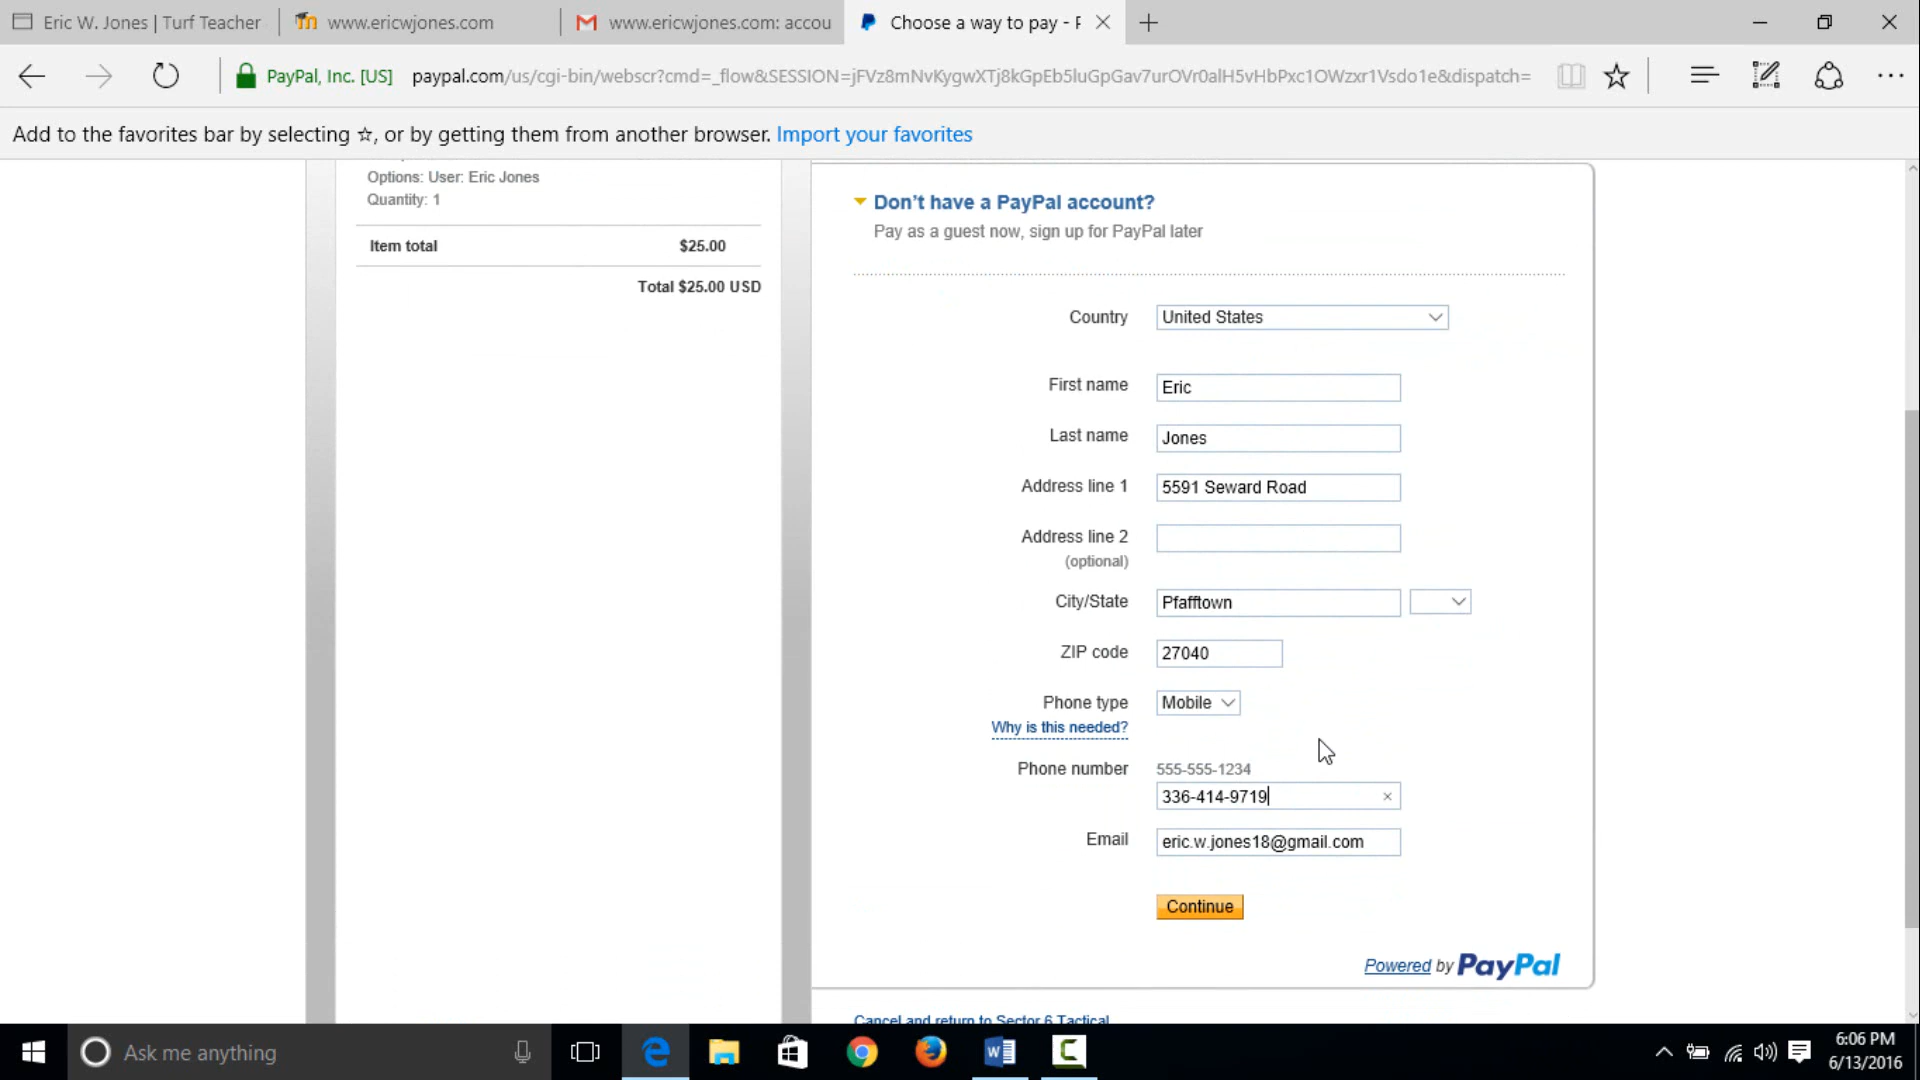 Eric W. Jones | Turf Teacher
www.ericwjones.com
www.ericwjones.com: accou
Choose a way to pay - P
PayPal, Inc. [US]
paypal.com/us/cgi-bin/webscr?cmd=_flow&SESSION=jFVz8mNvKygwXTj8kGpEb5luGpGav7urOVr0alH5vHbPxc1OWzxr1Vsdo1e&dispatch=
Add to the favorites bar by selecting ☆, or by getting them from another browser. Import your favorites
Options: User: Eric Jones
Quantity: 1
Item total $25.00
Total $25.00 USD
Don't have a PayPal account?
Pay as a guest now, sign up for PayPal later
Country United States
First name Eric
Last name Jones
Address line 1 5591 Seward Road
Address line 2
(optional)
City/State Pfafftown
ZIP code 27040
Phone type Mobile
Why is this needed?
Phone number 555-555-1234
336-414-9719
Email eric.w.jones18@gmail.com
Continue
Powered by PayPal
Cancel and return to Sector 6 Tactical
Ask me anything
6:06 PM
6/13/2016